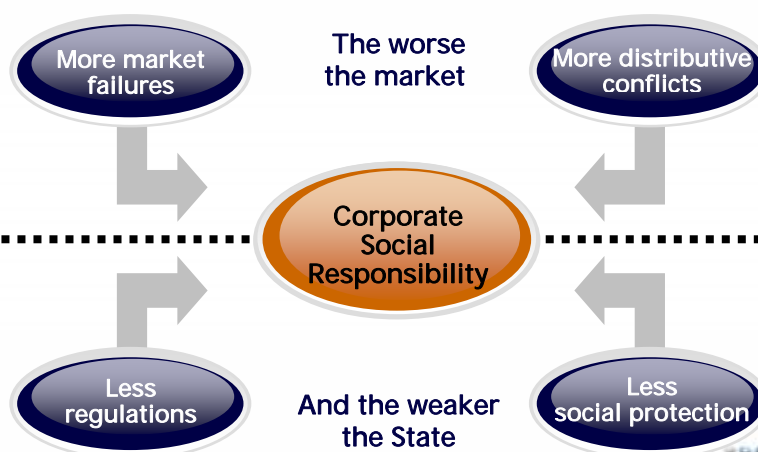 More market
failures
The worse
the market
More distributive
conflicts
Corporate
Social
Responsibility
Less
regulations
And the weaker
the State
Less
social protection